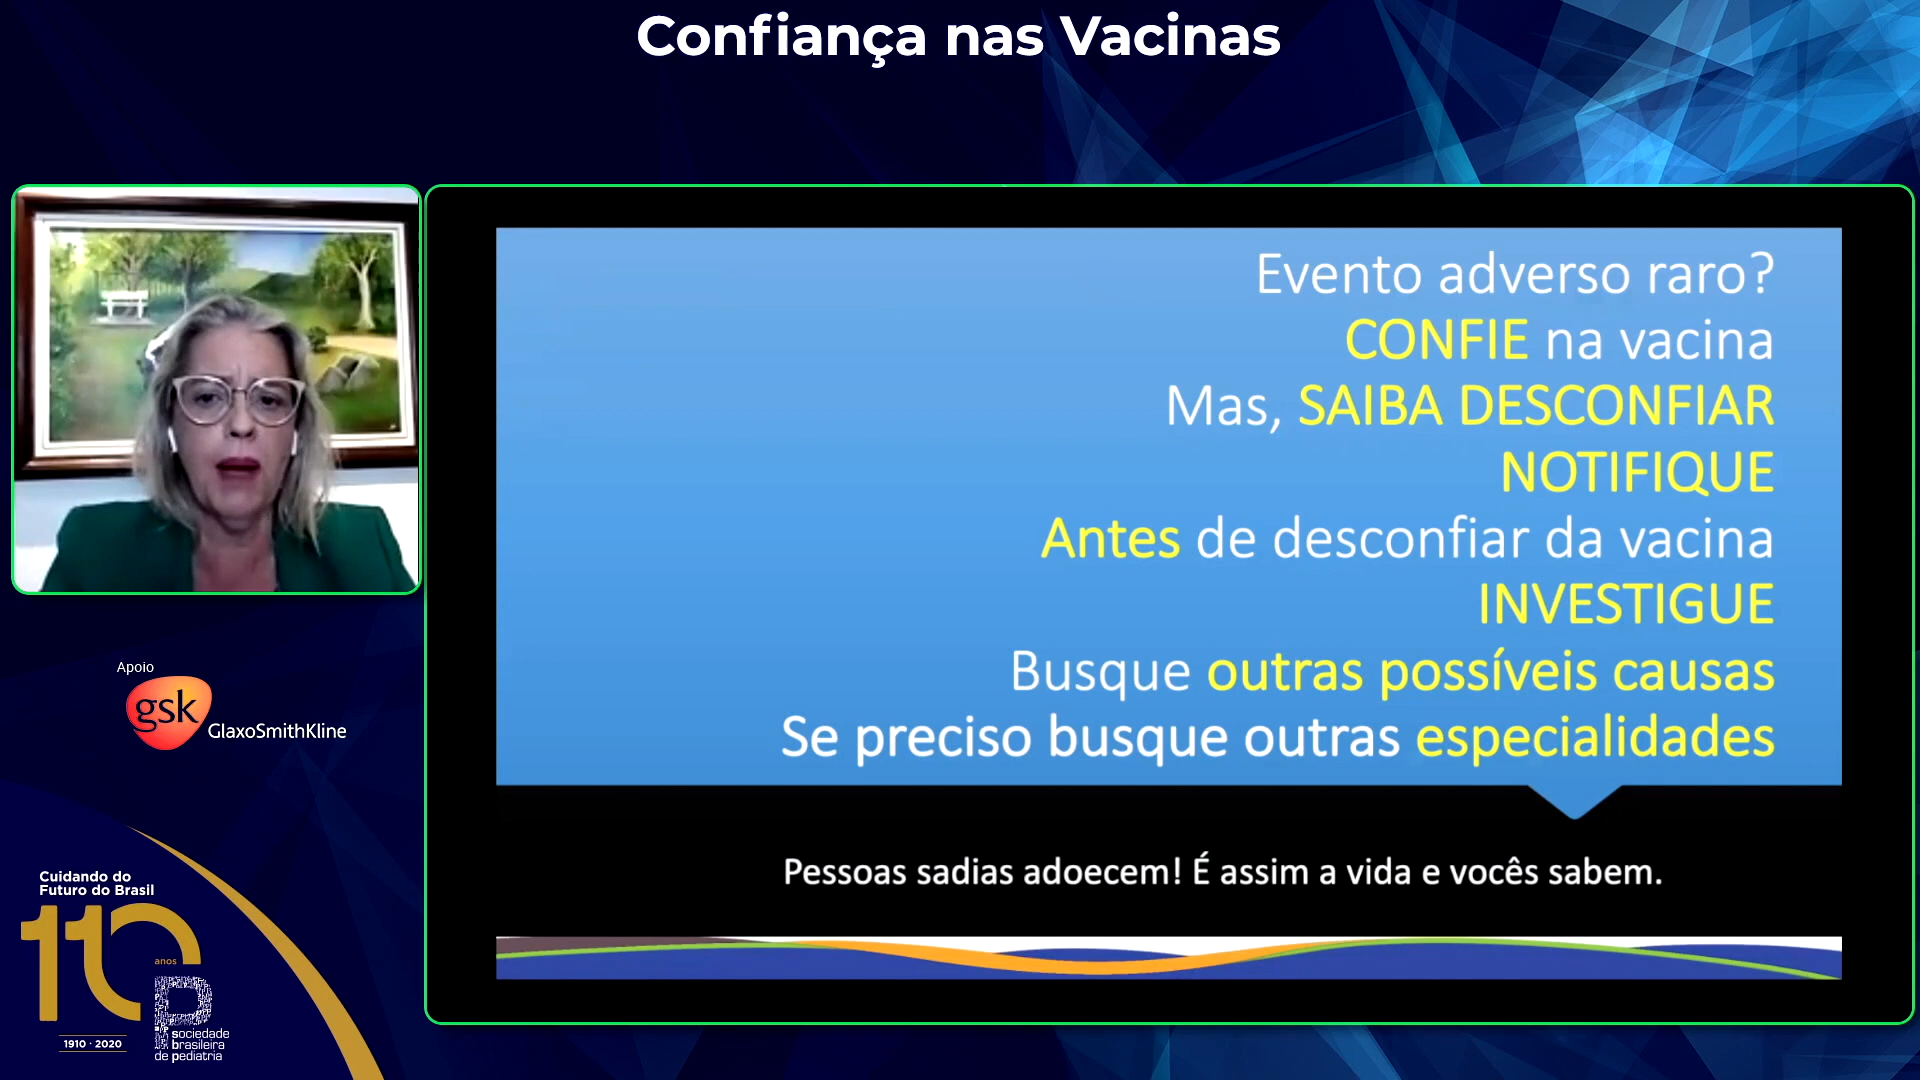 Confiança nas Vacinas
Evento adverso raro?
CONFIE na vacina
Mas, SAIBA DESCONFIAR
NOTIFIQUE
Antes de desconfiar da vacina
INVESTIGUE
Busque outras possíveis causas
Se preciso busque outras especialidades
Pessoas sadias adoecem! É assim a vida e vocês sabem.
Apoio
gsk
GlaxoSmithKline
Cuidando do
Futuro do Brasil
110
anos
1910 · 2020
sociedade
brasileira
de pediatria